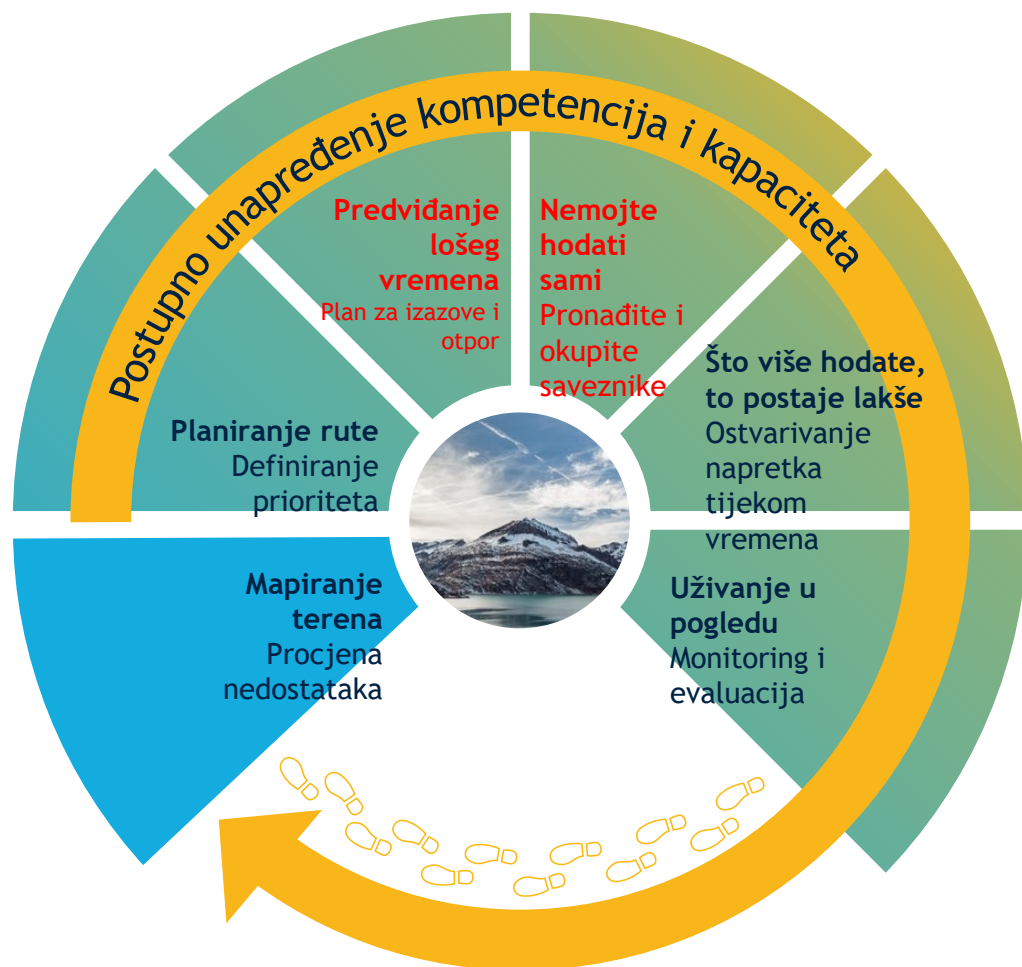 Postupno unapređenje kompetencija i kapaciteta
Mapiranje
terena
Procjena
nedostataka
Planiranje rute
Definiranje
prioriteta
Predviđanje
lošeg
vremena
Plan za izazove i
otpor
Nemojte
hodati
sami
Pronađite i
okupite
saveznike
Što više hodate,
to postaje lakše
Ostvarivanje
napretka
tijekom
vremena
Uživanje u
pogledu
Monitoring i
evaluacija